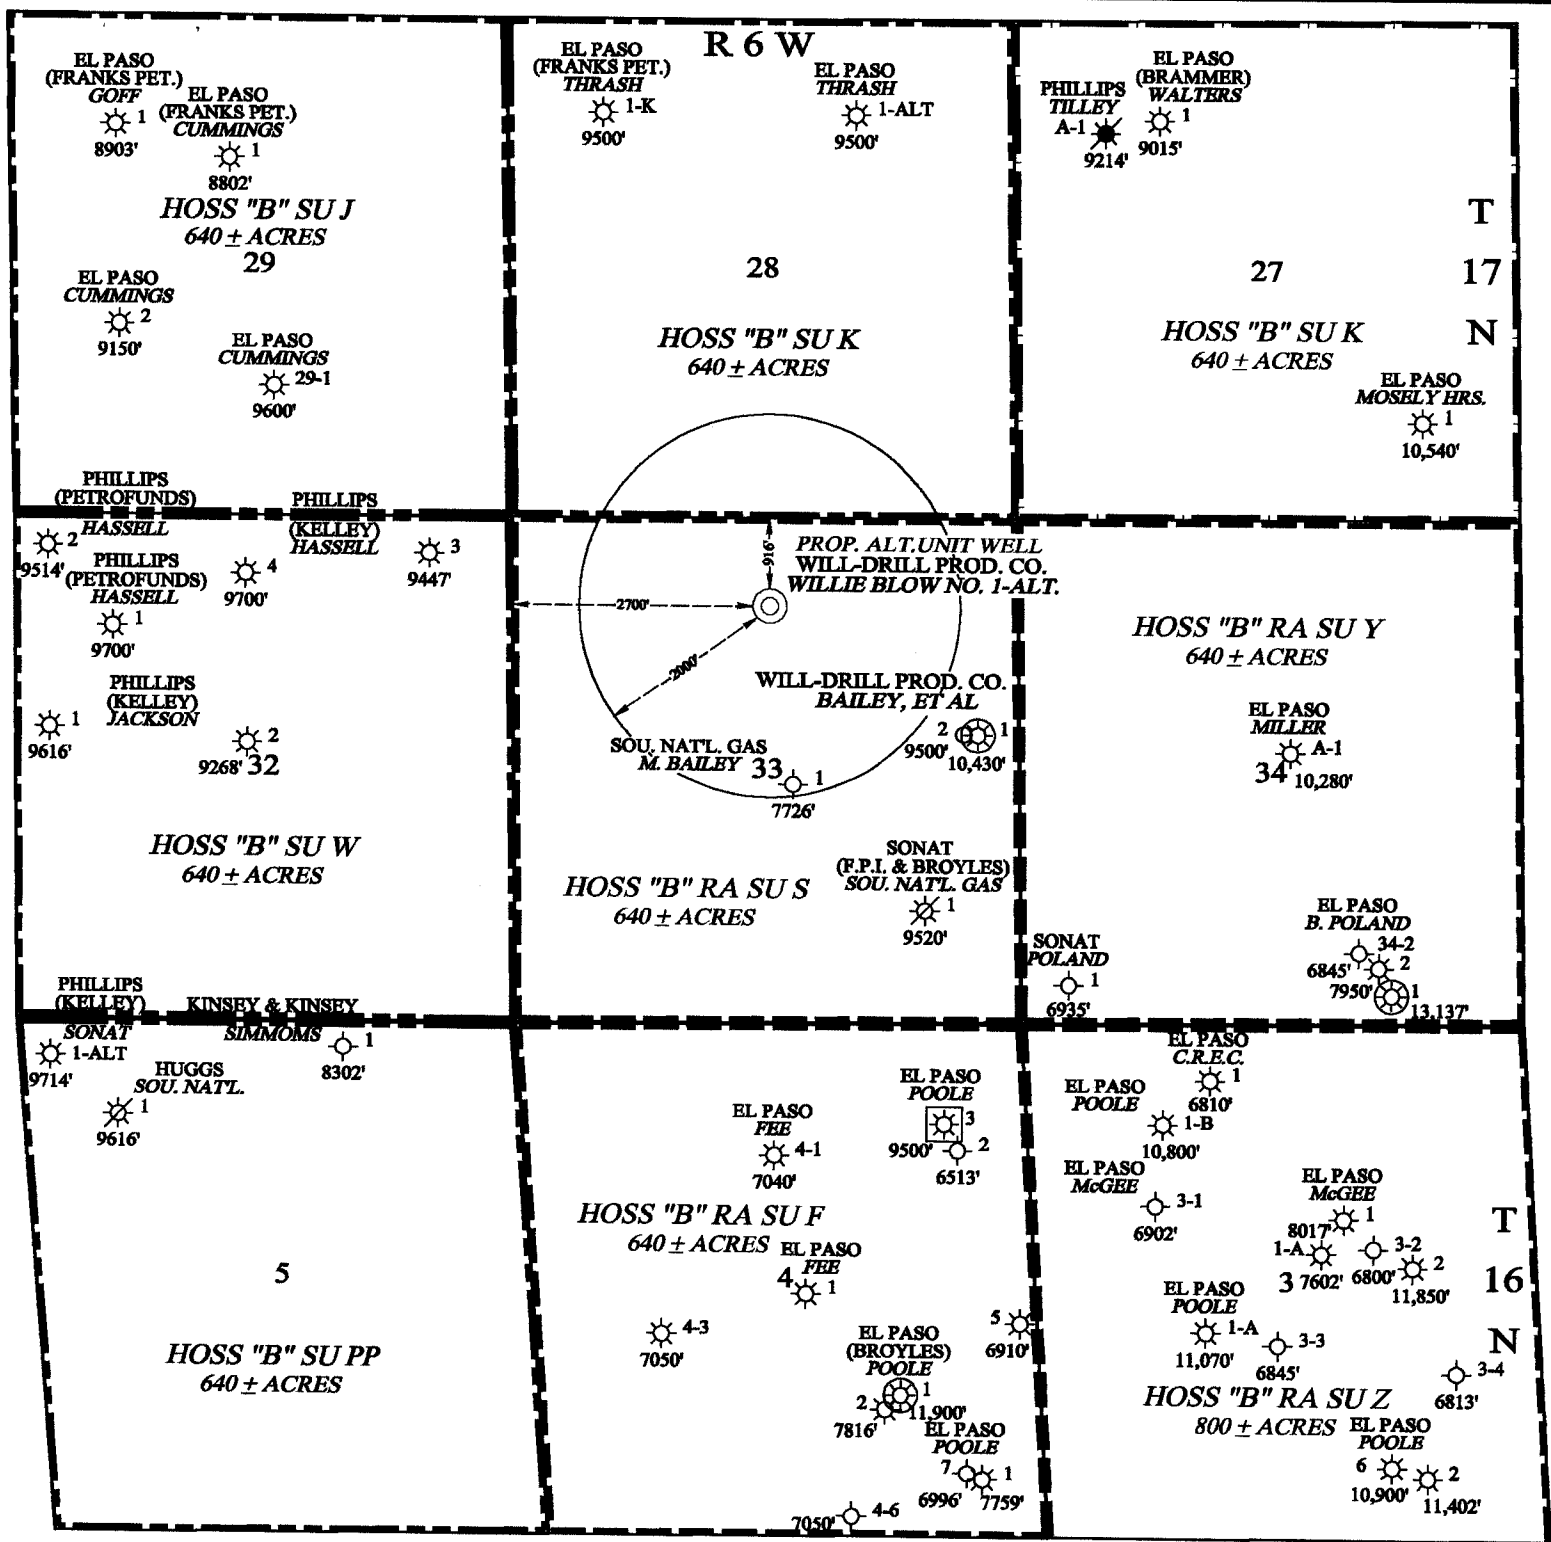 R 6 W
EL PASO
(FRANKS PET.)
GOFF
1
8903'
EL PASO
(FRANKS PET.)
CUMMINGS
1
8802'
HOSS "B" SU J
640 ± ACRES
29
EL PASO
CUMMINGS
2
9150'
EL PASO
CUMMINGS
29-1
9600'
EL PASO
(FRANKS PET.)
THRASH
1-K
9500'
EL PASO
THRASH
1-ALT
9500'
28
HOSS "B" SU K
640 ± ACRES
PHILLIPS
TILLEY
A-1
9214'
EL PASO
(BRAMMER)
WALTERS
1
9015'
T
17
N
27
HOSS "B" SU K
640 ± ACRES
EL PASO
MOSELY HRS.
1
10,540'
PHILLIPS
(PETROFUNDS)
HASSELL
2
9514'
PHILLIPS
(KELLEY)
HASSELL
3
9447'
4
9700'
PHILLIPS
(PETROFUNDS)
HASSELL
1
9700'
PHILLIPS
(KELLEY)
JACKSON
1
9616'
2
9268'
32
HOSS "B" SU W
640 ± ACRES
916'
PROP. ALT.UNIT WELL
WILL-DRILL PROD. CO.
WILLIE BLOW NO. 1-ALT.
2700'
2000'
WILL-DRILL PROD. CO.
BAILEY, ET AL
2
9500'
1
10,430'
SOU. NAT'L. GAS
M. BAILEY
33
1
7726'
SONAT
(F.P.I. & BROYLES)
SOU. NAT'L. GAS
1
9520'
HOSS "B" RA SU S
640 ± ACRES
HOSS "B" RA SU Y
640 ± ACRES
EL PASO
MILLER
A-1
34
10,280'
EL PASO
B. POLAND
34-2
6845'
2
7950'
1
13,137'
SONAT
POLAND
1
6935'
PHILLIPS
(KELLEY)
SONAT
1-ALT
9714'
KINSEY & KINSEY
SIMMOMS
1
8302'
HUGGS
SOU. NAT'L.
1
9616'
5
HOSS "B" SU PP
640 ± ACRES
EL PASO
POOLE
3
9500'
2
6513'
EL PASO
FEE
4-1
7040'
HOSS "B" RA SU F
640 ± ACRES
EL PASO
FEE
4
1
4-3
7050'
5
6910'
EL PASO
(BROYLES)
POOLE
1
11,900'
2
7816'
EL PASO
POOLE
7
6996'
1
7759'
4-6
7050'
EL PASO
C.R.E.C.
1
6810'
EL PASO
POOLE
1-B
10,800'
EL PASO
McGEE
3-1
6902'
EL PASO
McGEE
1
8017'
1-A
7602'
3-2
6800'
2
11,850'
3
T
16
N
EL PASO
POOLE
1-A
11,070'
3-3
6845'
3-4
6813'
HOSS "B" RA SU Z
800 ± ACRES
EL PASO
POOLE
6
10,900'
2
11,402'